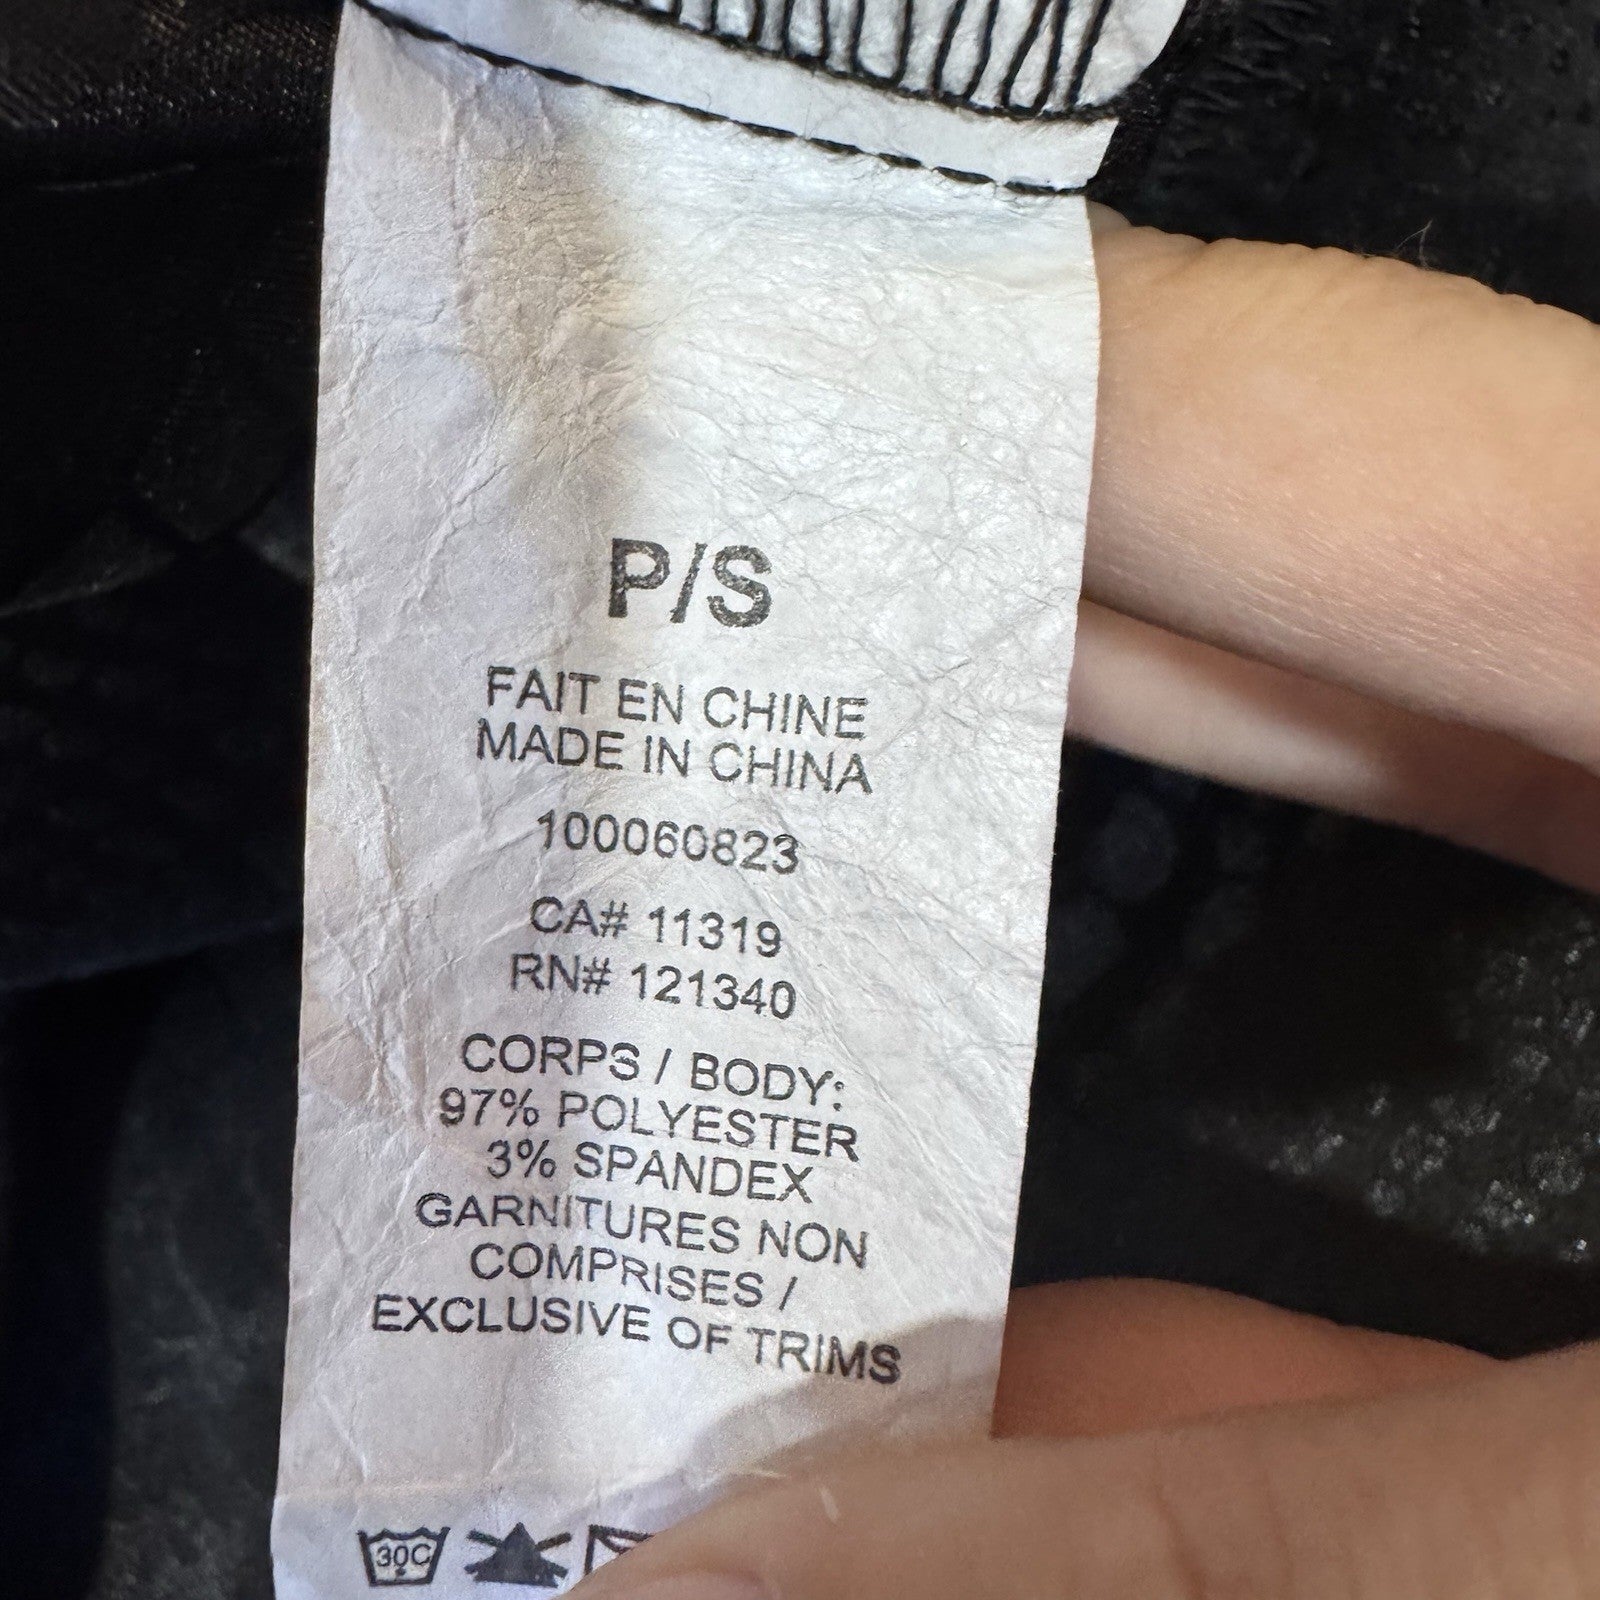 P/S
FAIT EN CHINE
MADE IN CHINA
100060823
CA# 11319
RN# 121340
CORPS / BODY:
97% POLYESTER
3% SPANDEX
GARNITURES NON
COMPRISES /
EXCLUSIVE OF TRIMS
30C